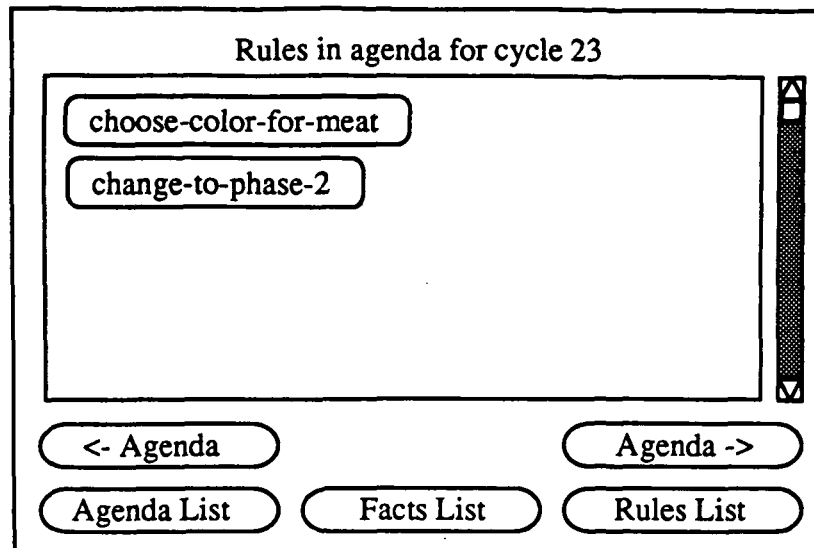 Rules in agenda for cycle 23
choose-color-for-meat
change-to-phase-2
<- Agenda
Agenda ->
Agenda List
Facts List
Rules List